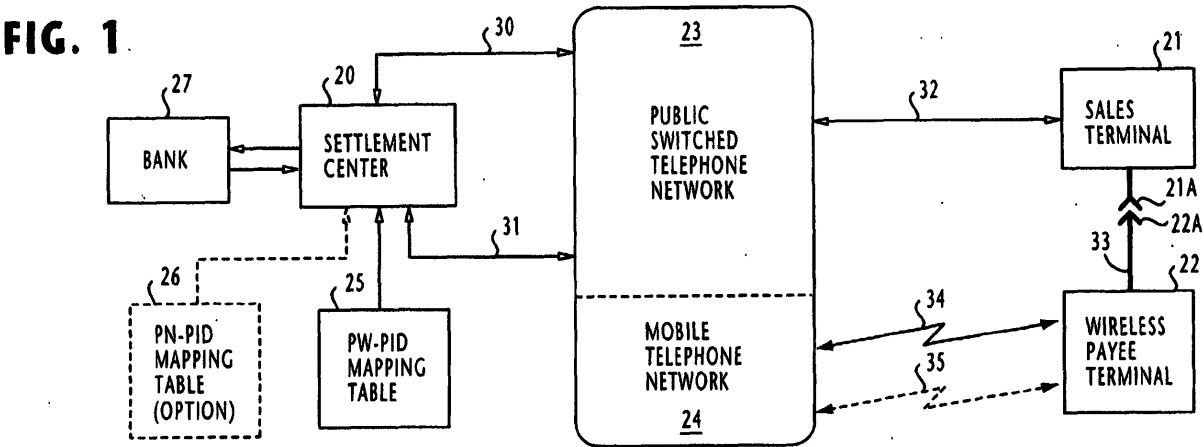 FIG. 1
30
23
21
27
20
32
BANK
SETTLEMENT
CENTER
PUBLIC
SWITCHED
TELEPHONE
NETWORK
SALES
TERMINAL
21A
22A
31
33
22
26
25
34
PN-PID
MAPPING
TABLE
(OPTION)
PW-PID
MAPPING
TABLE
MOBILE
TELEPHONE
NETWORK
35
WIRELESS
PAYEE
TERMINAL
24